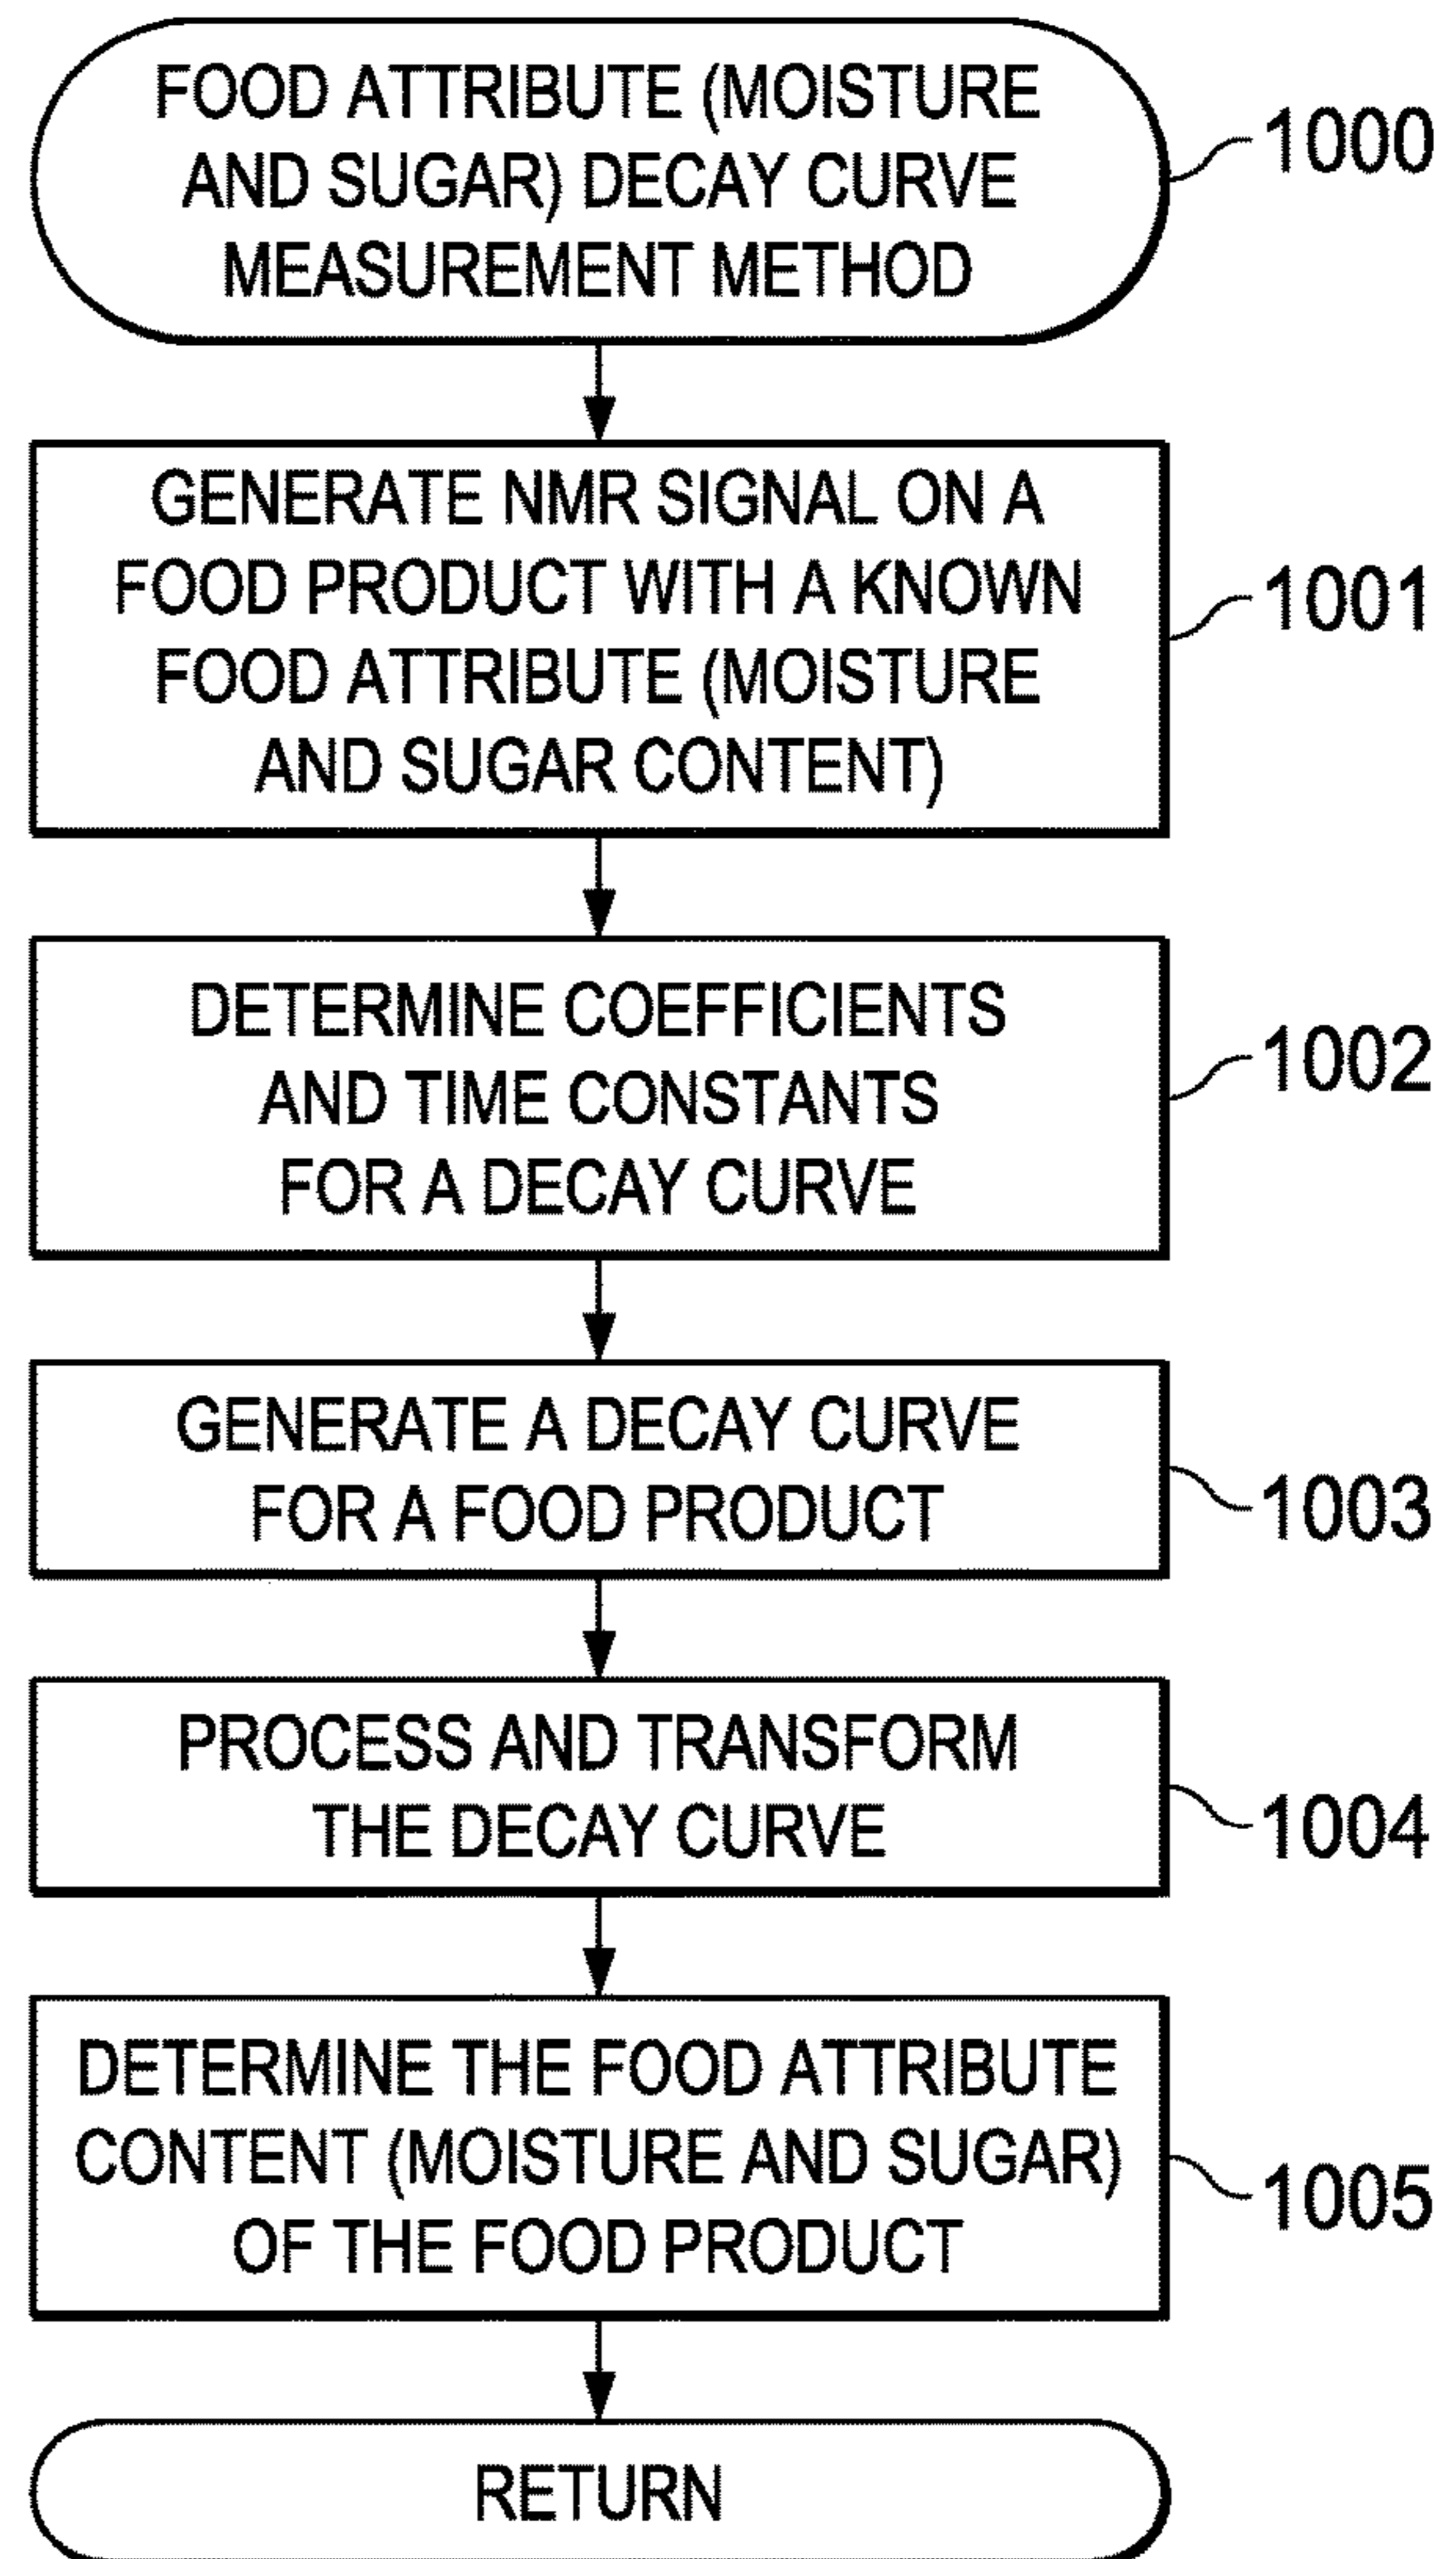 FOOD ATTRIBUTE (MOISTURE
AND SUGAR) DECAY CURVE
MEASUREMENT METHOD
1000
GENERATE NMR SIGNAL ON A
FOOD PRODUCT WITH A KNOWN
FOOD ATTRIBUTE (MOISTURE
AND SUGAR CONTENT)
1001
DETERMINE COEFFICIENTS
AND TIME CONSTANTS
FOR A DECAY CURVE
1002
GENERATE A DECAY CURVE
FOR A FOOD PRODUCT
1003
PROCESS AND TRANSFORM
THE DECAY CURVE
1004
DETERMINE THE FOOD ATTRIBUTE
CONTENT (MOISTURE AND SUGAR)
OF THE FOOD PRODUCT
1005
RETURN